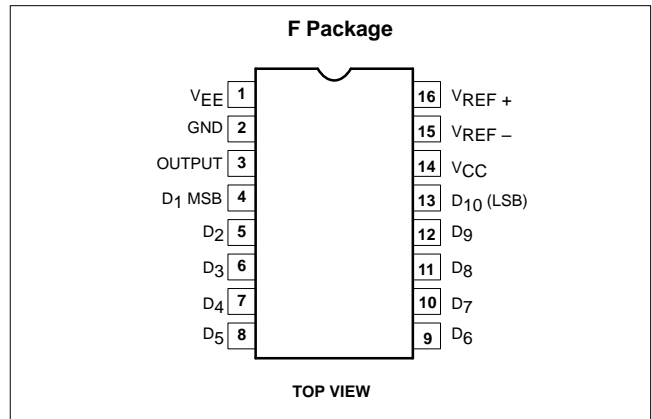 F Package
VEE 1 16 VREF +
GND 2 15 VREF –
OUTPUT 3 14 VCC
D1 MSB 4 13 D10 (LSB)
D2 5 12 D9
D3 6 11 D8
D4 7 10 D7
D5 8 9 D6
TOP VIEW